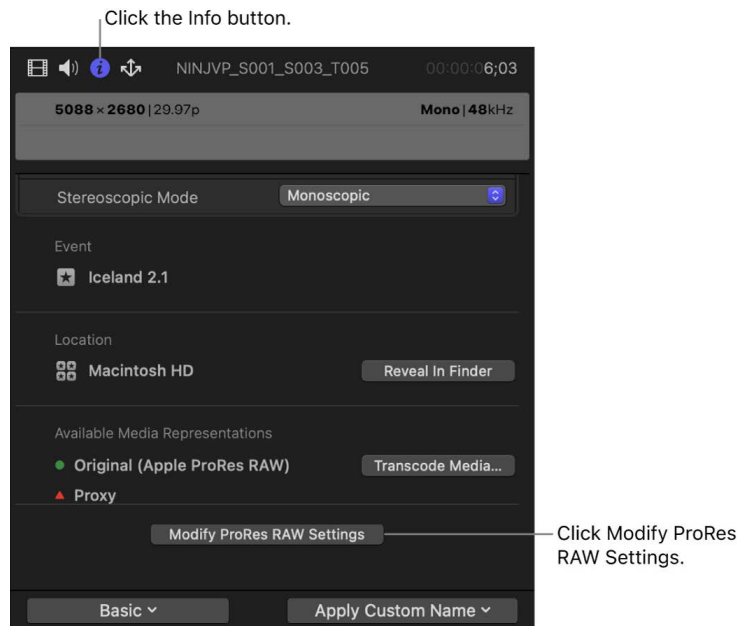 Click the Info button.
NINJVP_S001_S003_T005 00:00:06;03
5088 × 2680 | 29.97p Mono | 48kHz
Stereoscopic Mode Monoscopic
Event
Iceland 2.1
Location
Macintosh HD Reveal In Finder
Available Media Representations
Original (Apple ProRes RAW) Transcode Media...
Proxy
Modify ProRes RAW Settings
Click Modify ProRes
RAW Settings.
Basic Apply Custom Name